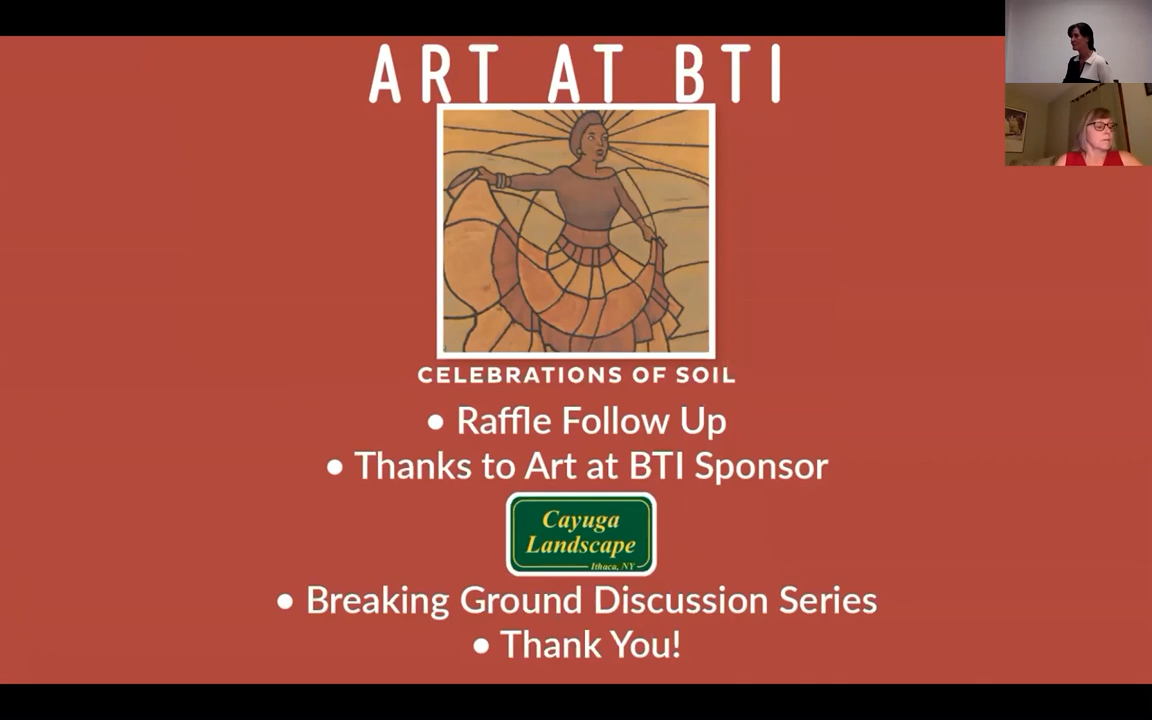 ART AT BTI
CELEBRATIONS OF SOIL
• Raffle Follow Up
• Thanks to Art at BTI Sponsor
Cayuga
Landscape
Ithaca, NY
• Breaking Ground Discussion Series
• Thank You!